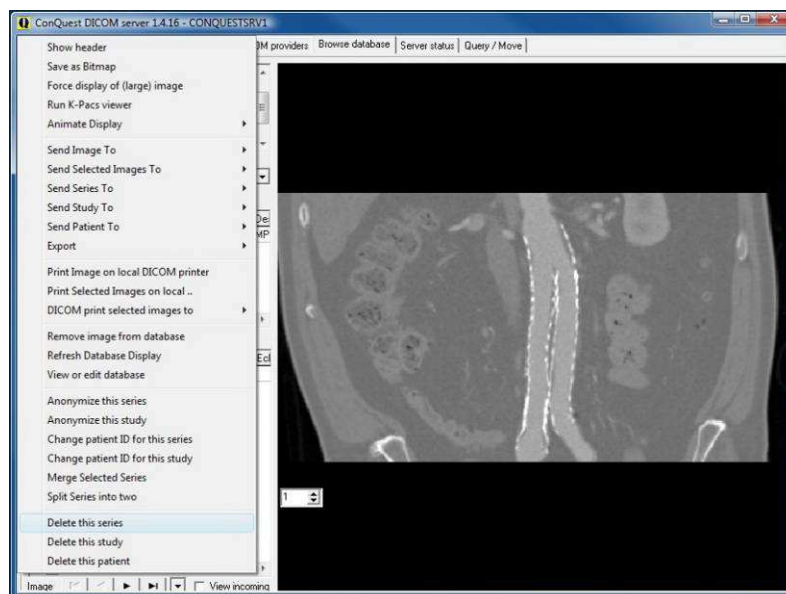 ConQuest DICOM server 1.4.16 - CONQUESTSRV1
Browse database
Server status
Query / Move
Show header
Save as Bitmap
Force display of (large) image
Run K-Pacs viewer
Animate Display
Send Image To
Send Selected Images To
Send Series To
Send Study To
Send Patient To
Export
Print Image on local DICOM printer
Print Selected Images on local ..
DICOM print selected images to
Remove image from database
Refresh Database Display
View or edit database
Anonymize this series
Anonymize this study
Change patient ID for this series
Change patient ID for this study
Merge Selected Series
Split Series into two
1
Delete this series
Delete this study
Delete this patient
Image
View incoming